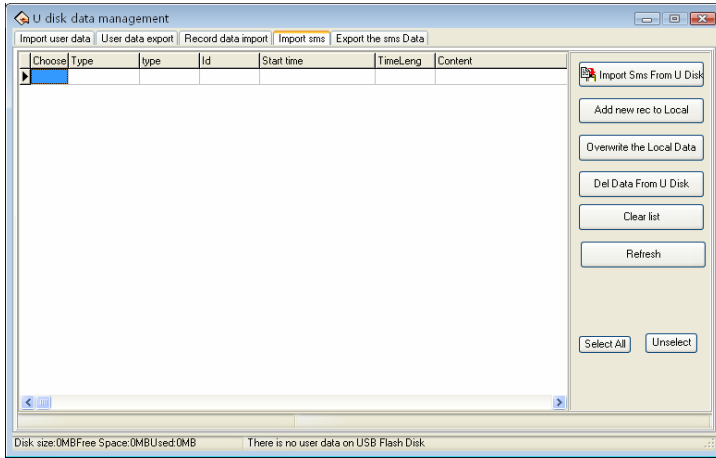 U disk data management
Import user data User data export Record data import Import sms Export the sms Data
Choose Type type Id Start time TimeLeng Content
Import Sms From U Disk
Add new rec to Local
Overwrite the Local Data
Del Data From U Disk
Clear list
Refresh
Select All Unselect
Disk size:0MBFree Space:0MBUsed:0MB There is no user data on USB Flash Disk